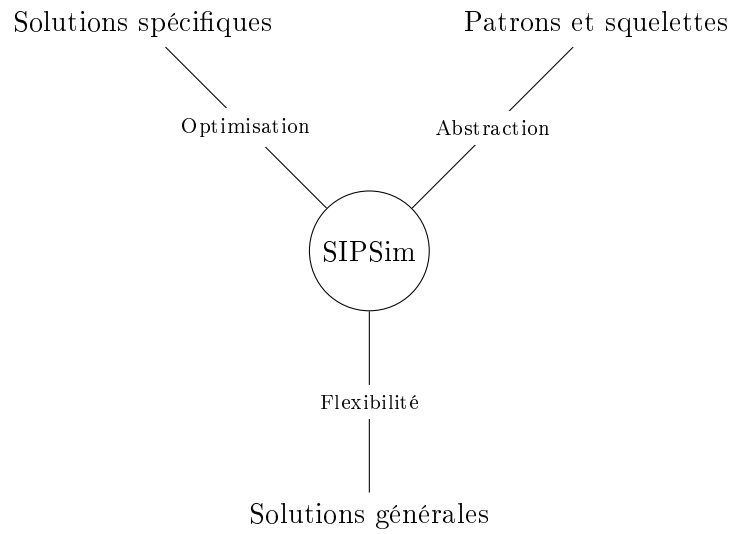 Solutions spécifiques
Patrons et squelettes
Optimisation
Abstraction
SIPSim
Flexibilité
Solutions générales